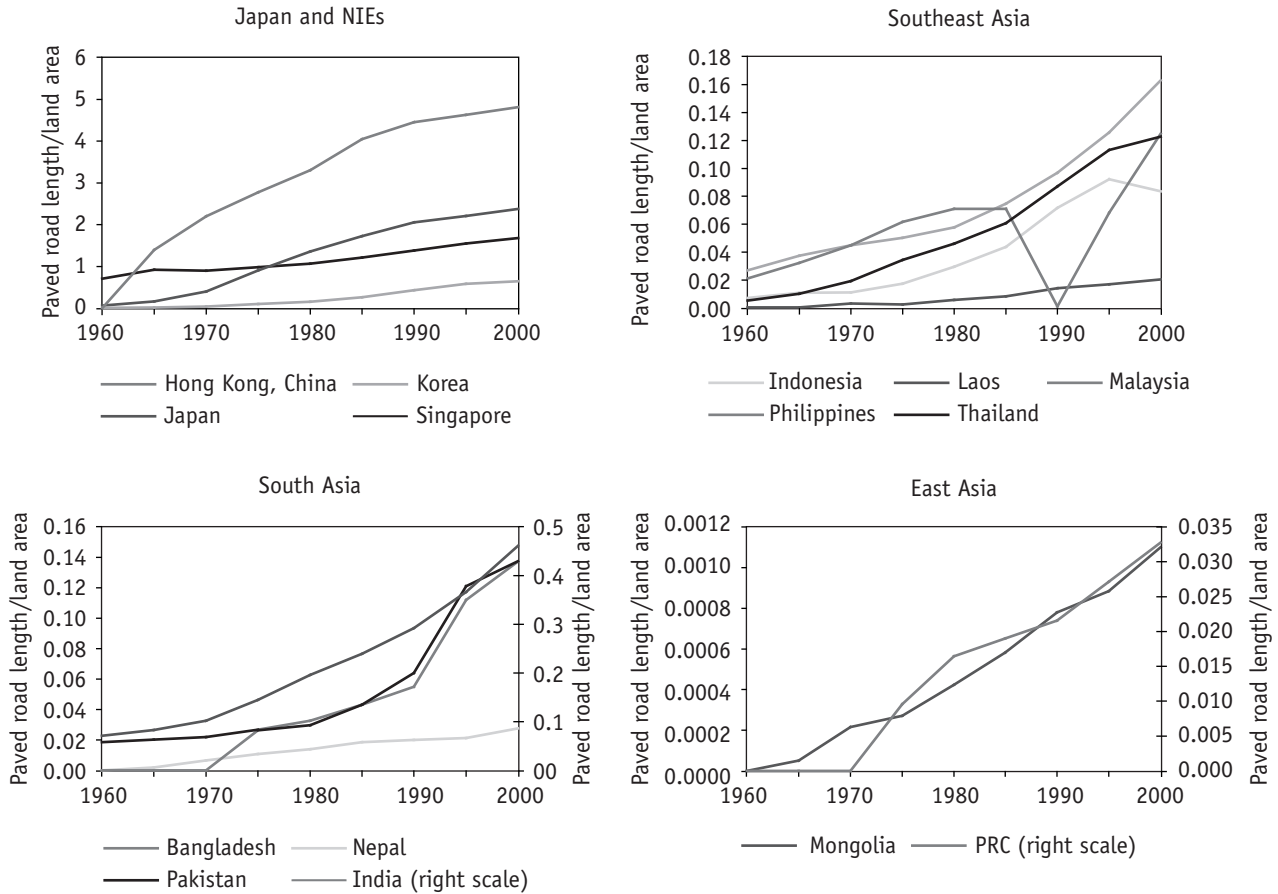 Japan and NIEs
Paved road length/land area
6
5
4
3
2
1
0
1960 1970 1980 1990 2000
Hong Kong, China Korea
Japan Singapore
Southeast Asia
Paved road length/land area
0.18
0.16
0.14
0.12
0.10
0.08
0.06
0.04
0.02
0.00
1960 1970 1980 1990 2000
Indonesia Laos Malaysia
Philippines Thailand
South Asia
Paved road length/land area
0.16
0.14
0.12
0.10
0.08
0.06
0.04
0.02
0.00
0.5
0.4
0.3
0.2
0.1
00
Paved road length/land area
1960 1970 1980 1990 2000
Bangladesh Nepal
Pakistan India (right scale)
East Asia
Paved road length/land area
0.0012
0.0010
0.0008
0.0006
0.0004
0.0002
0.0000
0.035
0.030
0.025
0.020
0.015
0.010
0.005
0.000
Paved road length/land area
1960 1970 1980 1990 2000
Mongolia PRC (right scale)